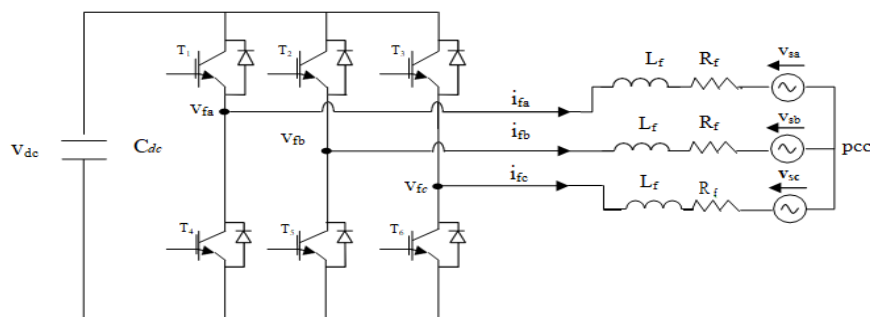 T1 T2 T3
Lf Rf vsa
vfa ifa
Lf Rf vsb
vdc Cdc vfb ifb pcc
Lf Rf vsc
vfc ifc
T4 T5 T6